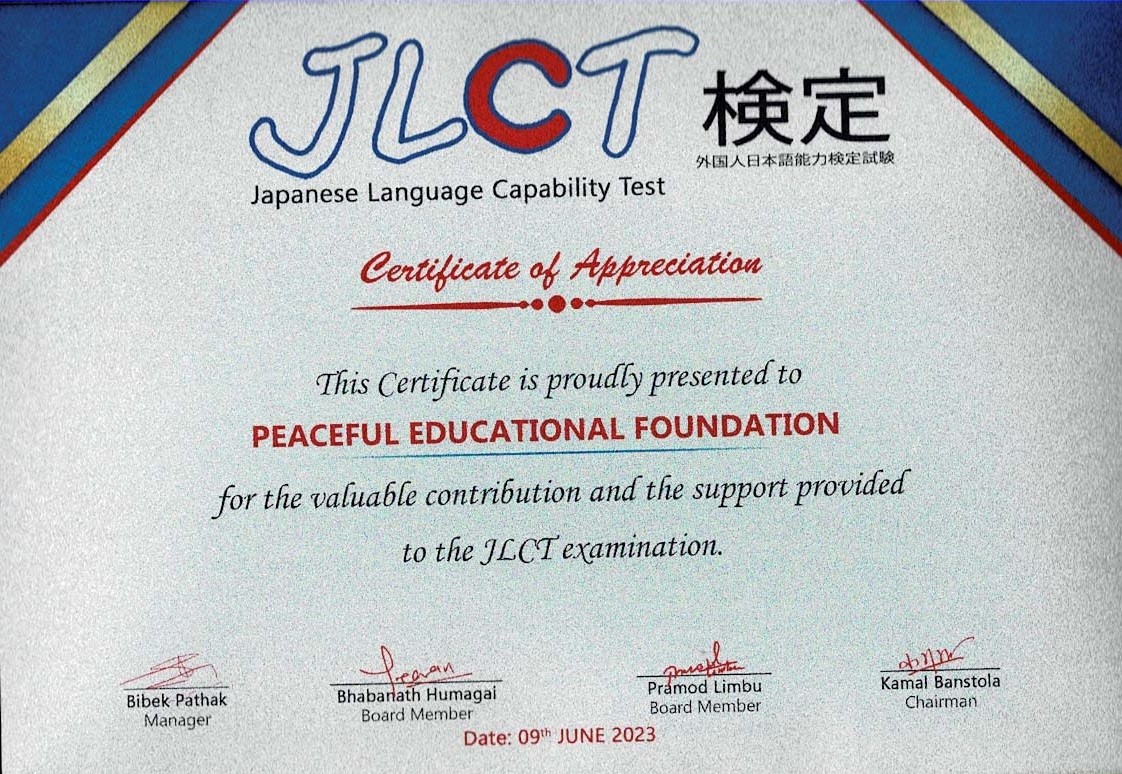 JLCT 検定
外国人日本語能力検定試験
Japanese Language Capability Test
Certificate of Appreciation
This Certificate is proudly presented to
PEACEFUL EDUCATIONAL FOUNDATION
for the valuable contribution and the support provided
to the JLCT examination.
Bibek Pathak
Manager
Bhabanath Humagai
Board Member
Pramod Limbu
Board Member
Kamal Banstola
Chairman
Date: 09th JUNE 2023